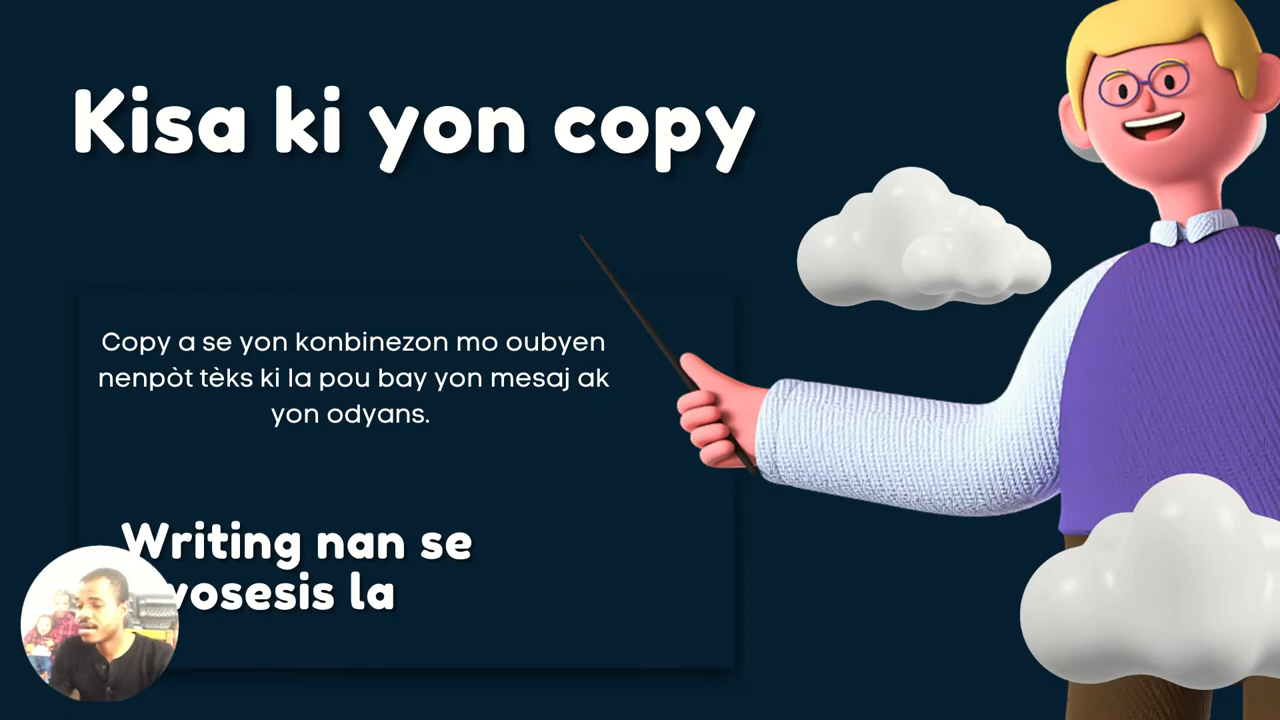 Kisa ki yon copy
Copy a se yon konbinezon mo oubyen
nenpòt tèks ki la pou bay yon mesaj ak
yon odyans.
Writing nan se
la